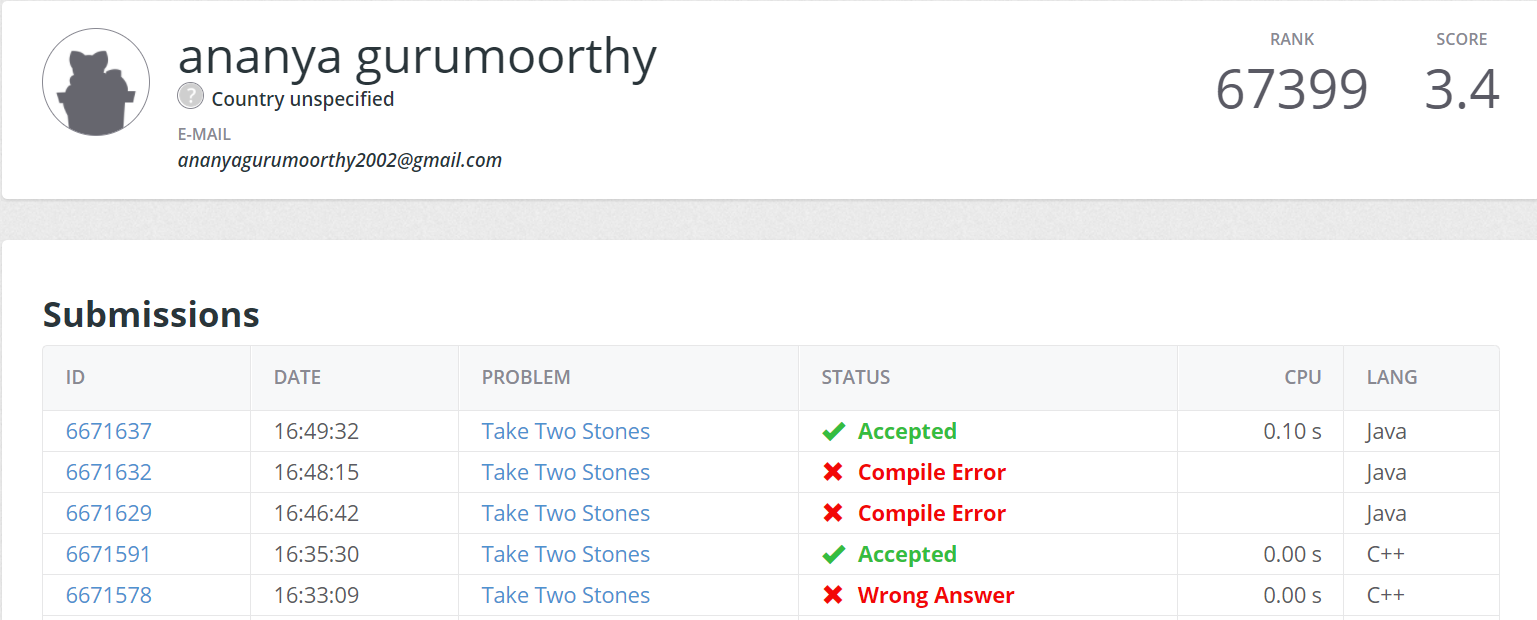 ananya gurumoorthy
? Country unspecified
E-MAIL
ananyagurumoorthy2002@gmail.com
RANK SCORE
67399 3.4
Submissions
ID DATE PROBLEM STATUS CPU LANG
6671637 16:49:32 Take Two Stones Accepted 0.10 s Java
6671632 16:48:15 Take Two Stones Compile Error Java
6671629 16:46:42 Take Two Stones Compile Error Java
6671591 16:35:30 Take Two Stones Accepted 0.00 s C++
6671578 16:33:09 Take Two Stones Wrong Answer 0.00 s C++